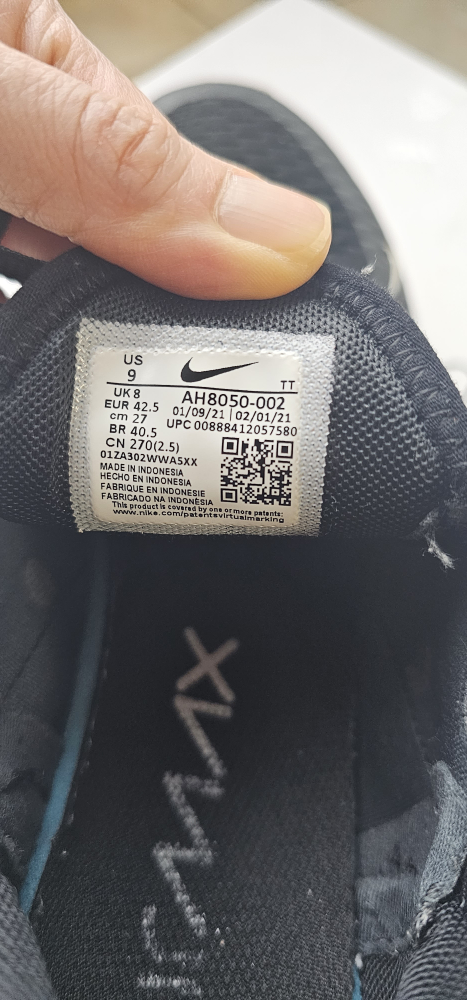 US
9
TT
UK 8
AH8050-002
EUR 42.5
01/09/21 | 02/01/21
cm 27
UPC 00888412057580
BR 40.5
CN 270(2.5)
01ZA302WWA5XX
MADE IN INDONESIA
HECHO EN INDONESIA
FABRIQUE EN INDONESIE
FABRICADO NA INDONÉSIA
This product is covered by one or more patents:
www.nike.com/patentsvirtualmarking